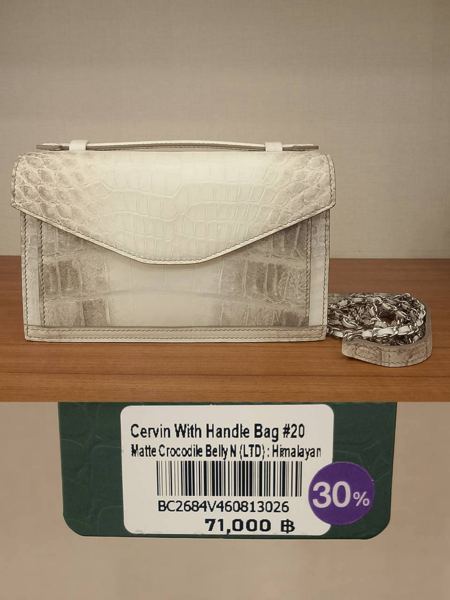 Cervin With Handle Bag #20
Matte Crocodile Belly N {LTD} : Himalayan
BC2684V460813026
71,000 ฿
30%